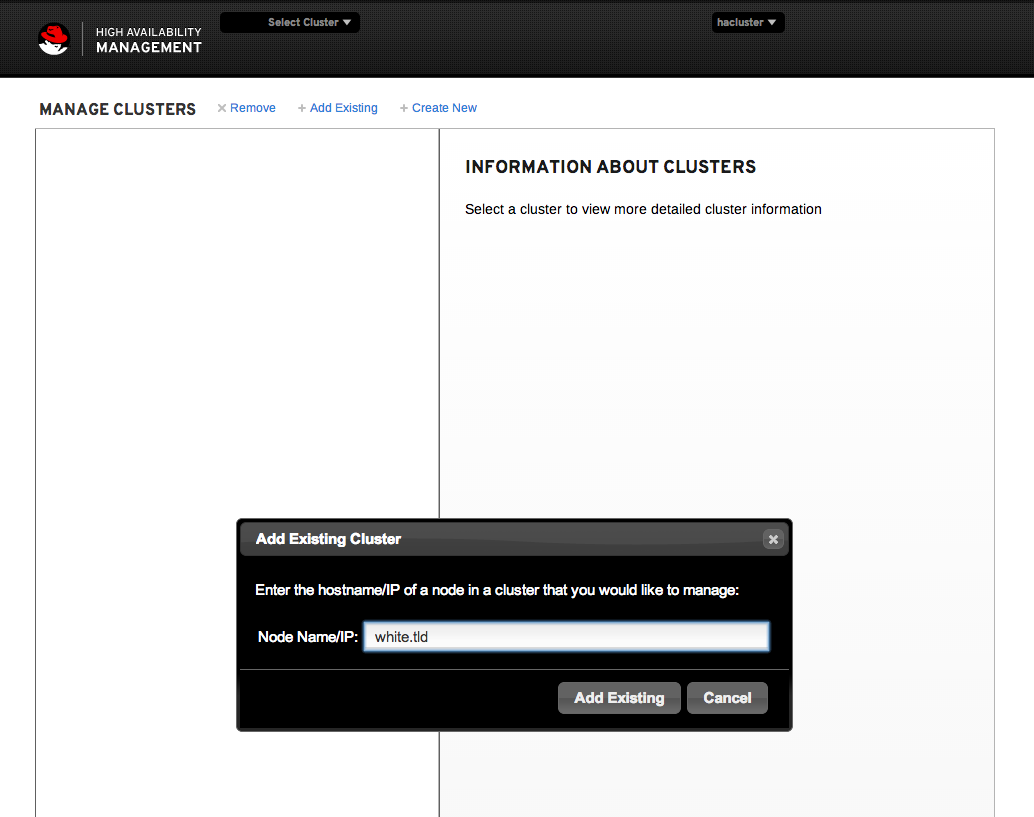 HIGH AVAILABILITY
MANAGEMENT
Select Cluster ▼
hacluster ▼
MANAGE CLUSTERS
× Remove
+ Add Existing
+ Create New
INFORMATION ABOUT CLUSTERS
Select a cluster to view more detailed cluster information
Add Existing Cluster
Enter the hostname/IP of a node in a cluster that you would like to manage:
Node Name/IP: white.tld
Add Existing
Cancel